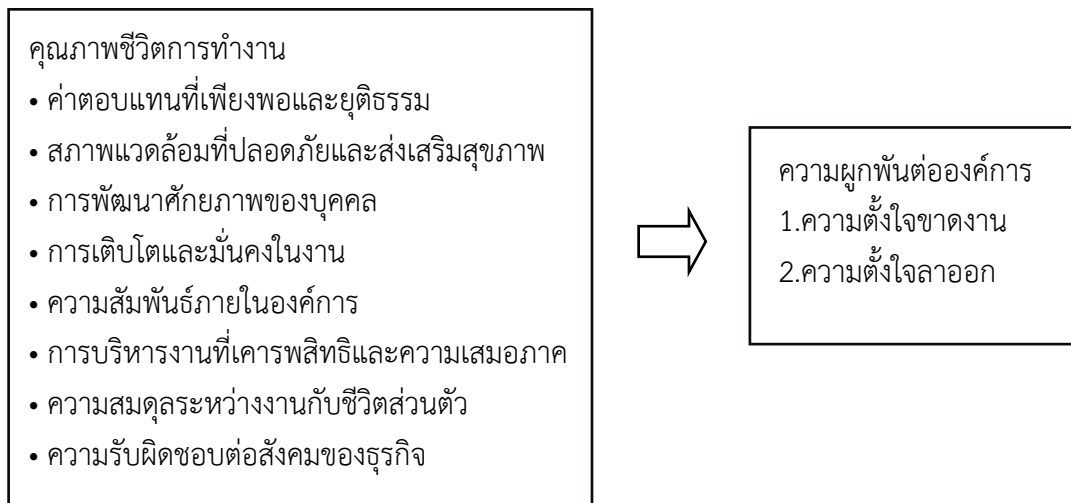 คุณภาพชีวิตการทำงาน
• ค่าตอบแทนที่เพียงพอและยุติธรรม
• สภาพแวดล้อมที่ปลอดภัยและส่งเสริมสุขภาพ
• การพัฒนาศักยภาพของบุคคล
• การเติบโตและมั่นคงในงาน
• ความสัมพันธ์ภายในองค์การ
• การบริหารงานที่เคารพสิทธิและความเสมอภาค
• ความสมดุลระหว่างงานกับชีวิตส่วนตัว
• ความรับผิดชอบต่อสังคมของธุรกิจ
ความผูกพันต่อองค์การ
1.ความตั้งใจขาดงาน
2.ความตั้งใจลาออก